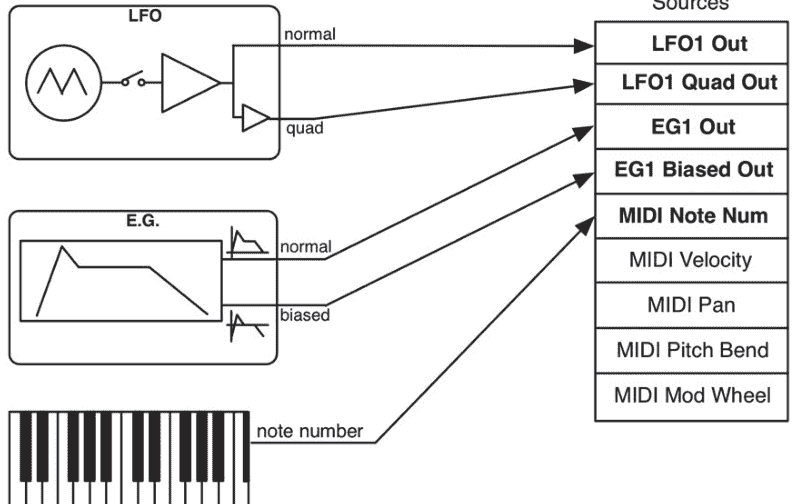 Sources
LFO
normal
quad
LFO1 Out
LFO1 Quad Out
EG1 Out
EG1 Biased Out
MIDI Note Num
MIDI Velocity
MIDI Pan
MIDI Pitch Bend
MIDI Mod Wheel
E.G.
normal
biased
note number